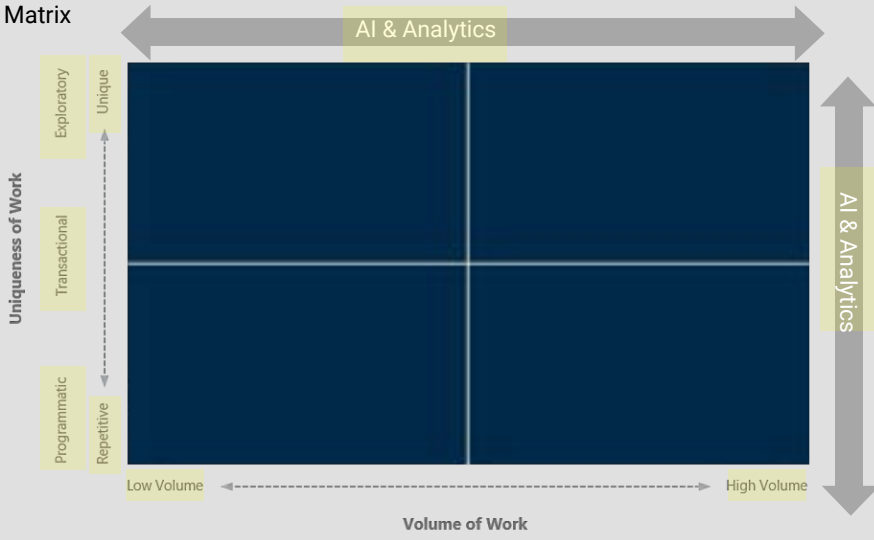 Matrix
AI & Analytics
Exploratory
Unique
Uniqueness of Work
Transactional
AI & Analytics
Programmatic
Repetitive
Low Volume
High Volume
Volume of Work